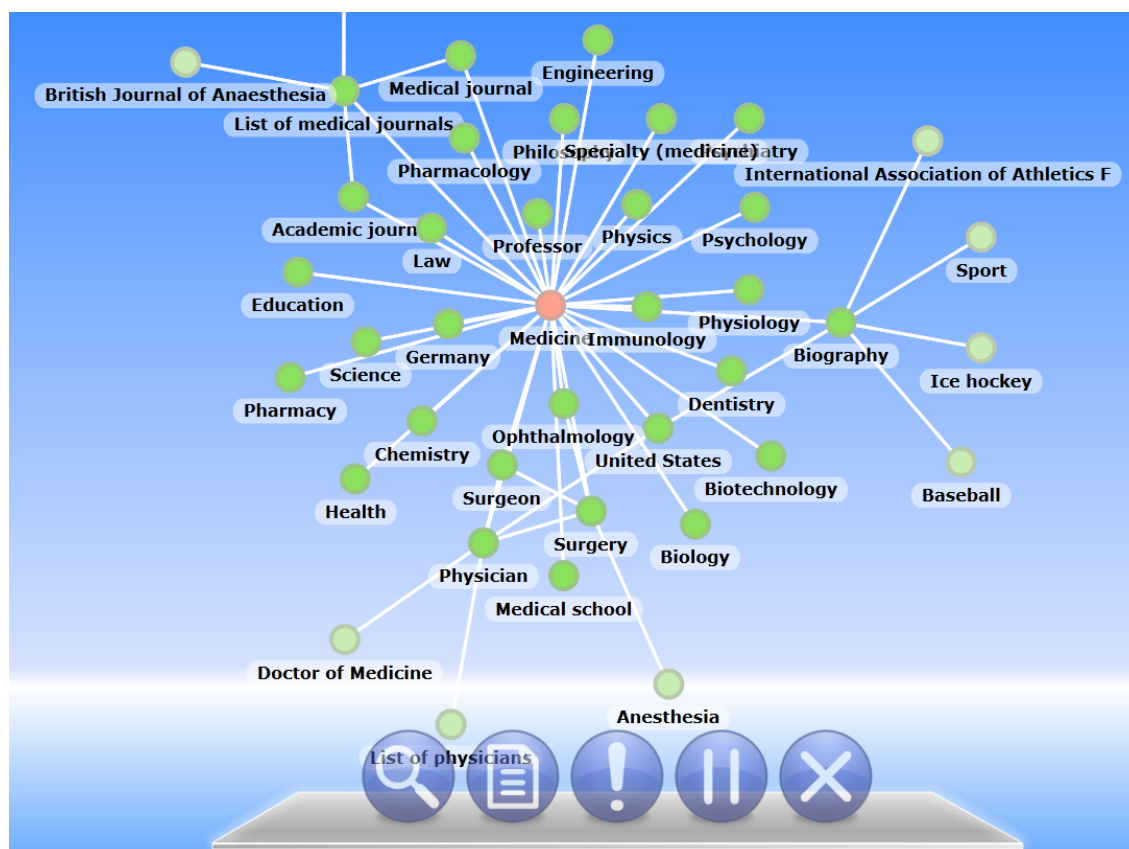 Engineering
Medical journal
British Journal of Anaesthesia
List of medical journals
Philosophy
Specialty (medicine)
Psychiatry
Pharmacology
International Association of Athletics F
Academic journ
Law
Professor
Physics
Psychology
Sport
Education
Medicine
Immunology
Physiology
Germany
Science
Biography
Pharmacy
Ice hockey
Dentistry
Chemistry
Ophthalmology
United States
Surgeon
Biotechnology
Baseball
Health
Surgery
Biology
Physician
Medical school
Doctor of Medicine
Anesthesia
List of physicians